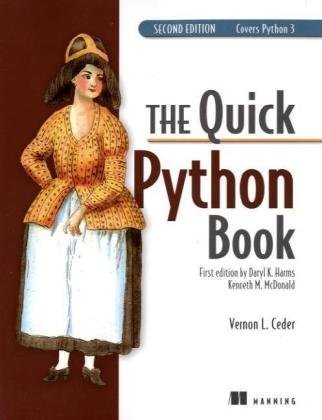 SECOND EDITION Covers Python 3
THE Quick
Python
Book
First edition by Daryl K. Harms
Kenneth M. McDonald
Vernon L. Ceder
MANNING